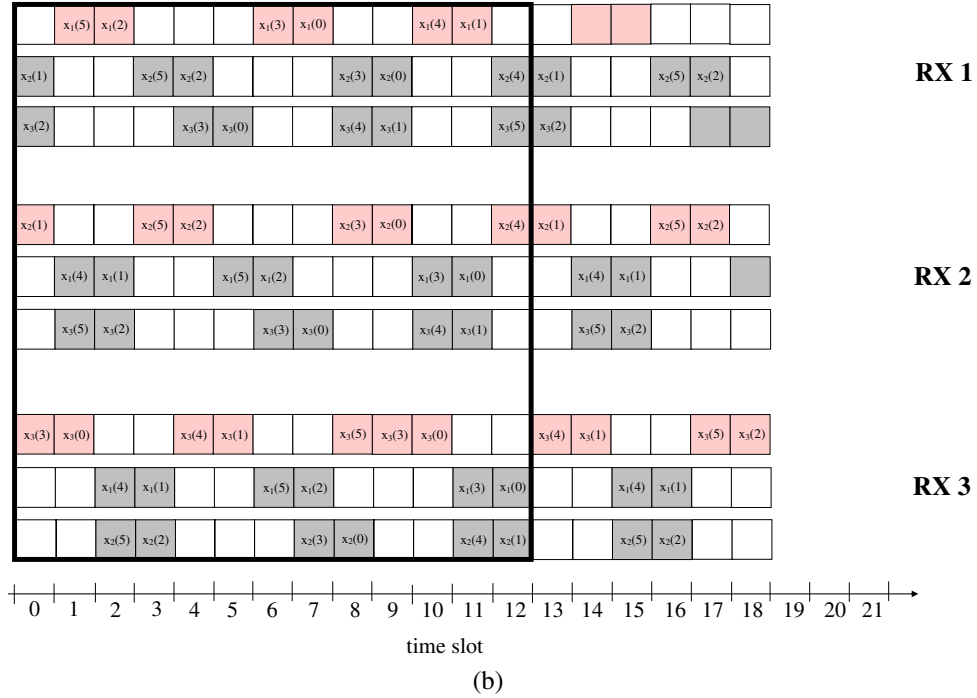 x₁(5) x₁(2) x₁(3) x₁(0) x₁(4) x₁(1)
x₂(1) x₂(5) x₂(2) x₂(3) x₂(0) x₂(4) x₂(1) x₂(5) x₂(2)
RX 1
x₃(2) x₃(3) x₃(0) x₃(4) x₃(1) x₃(5) x₃(2)
x₂(1) x₂(5) x₂(2) x₂(3) x₂(0) x₂(4) x₂(1) x₂(5) x₂(2)
x₁(4) x₁(1) x₁(5) x₁(2) x₁(3) x₁(0) x₁(4) x₁(1)
RX 2
x₃(5) x₃(2) x₃(3) x₃(0) x₃(4) x₃(1) x₃(5) x₃(2)
x₃(3) x₃(0) x₃(4) x₃(1) x₃(5) x₃(3) x₃(0) x₃(4) x₃(1) x₃(5) x₃(2)
x₁(4) x₁(1) x₁(5) x₁(2) x₁(3) x₁(0) x₁(4) x₁(1)
RX 3
x₂(5) x₂(2) x₂(3) x₂(0) x₂(4) x₂(1) x₂(5) x₂(2)
0 1 2 3 4 5 6 7 8 9 10 11 12 13 14 15 16 17 18 19 20 21
time slot
(b)